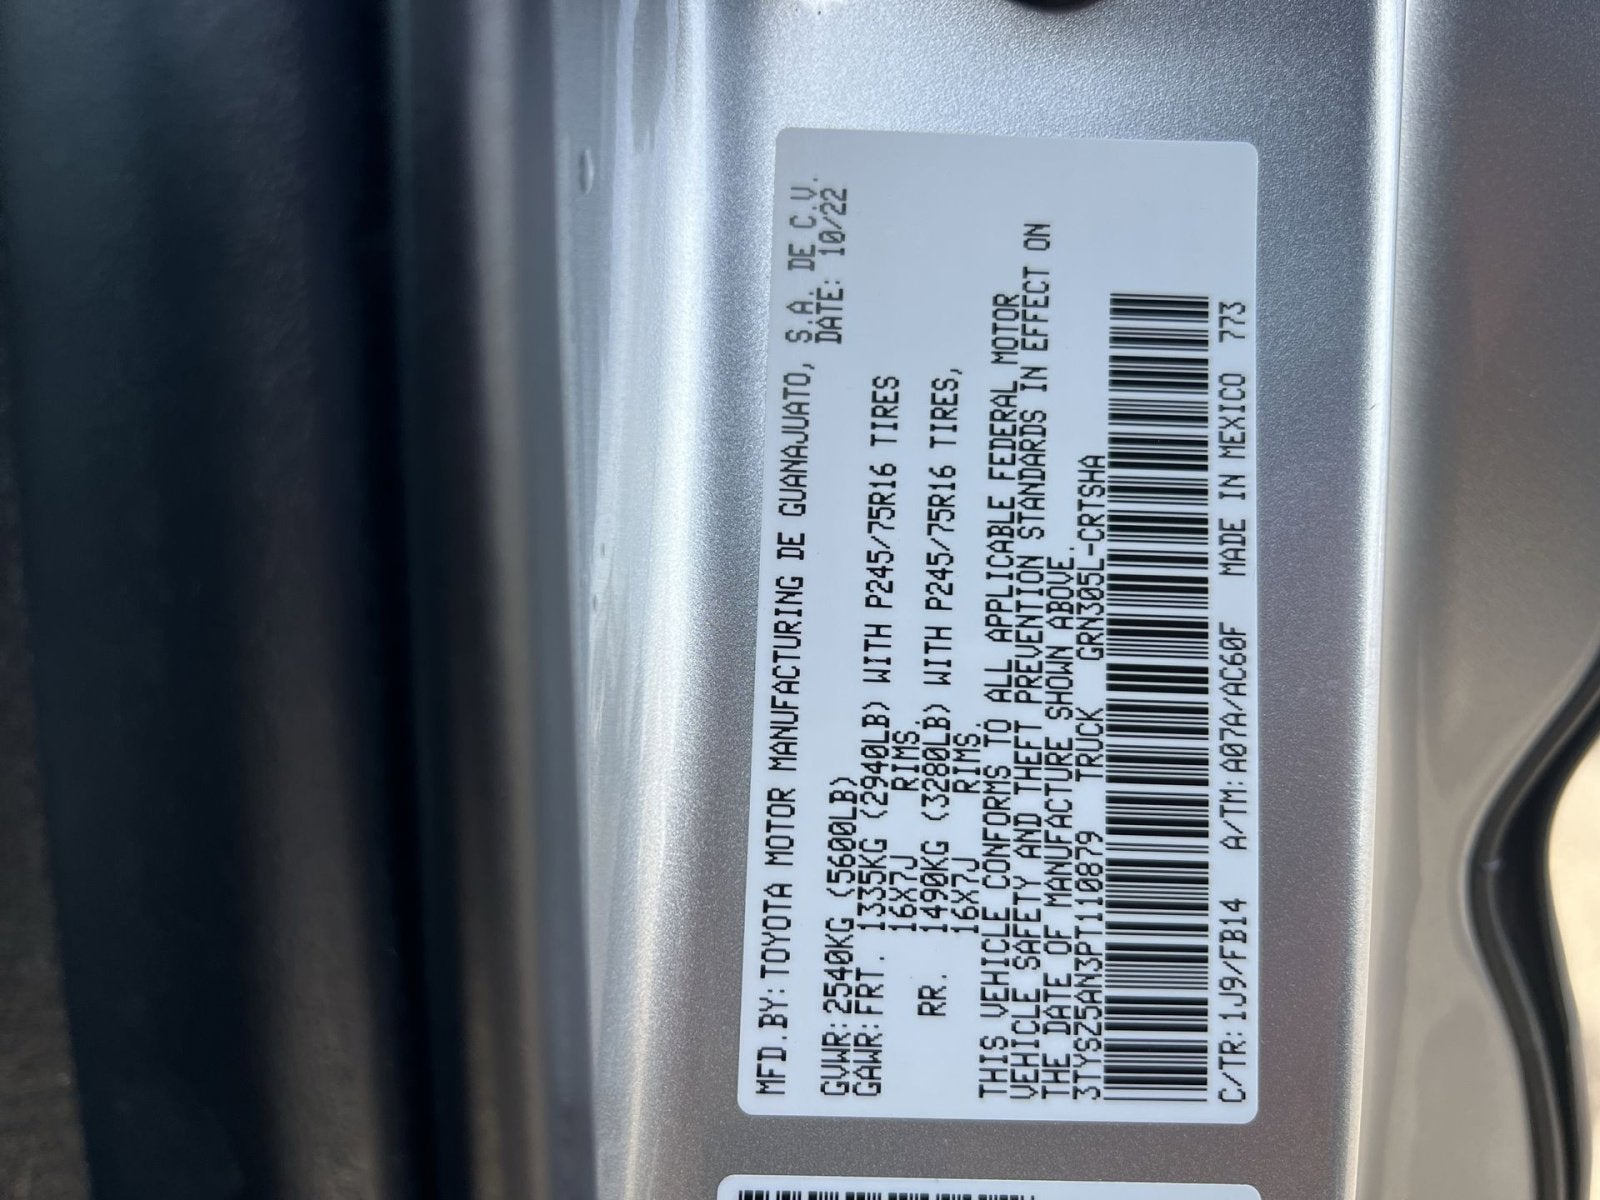 MFD.BY:TOYOTA MOTOR MANUFACTURING DE GUANAJUATO, S.A. DE C.V.
DATE: 10/22
GVWR:2540KG (5600LB)
GAWR:FRT. 1335KG (2940LB) WITH P245/75R16 TIRES
16X7J RIMS.
RR. 1490KG (3280LB) WITH P245/75R16 TIRES,
16X7J RIMS.
THIS VEHICLE CONFORMS TO ALL APPLICABLE FEDERAL MOTOR
VEHICLE SAFETY AND THEFT PREVENTION STANDARDS IN EFFECT ON
THE DATE OF MANUFACTURE SHOWN ABOVE.
3TYSZ5AN3PT110879 TRUCK GRN305L-CRTSHA
C/TR:1J9/FB14 A/TM:A07A/AC60F MADE IN MEXICO 773